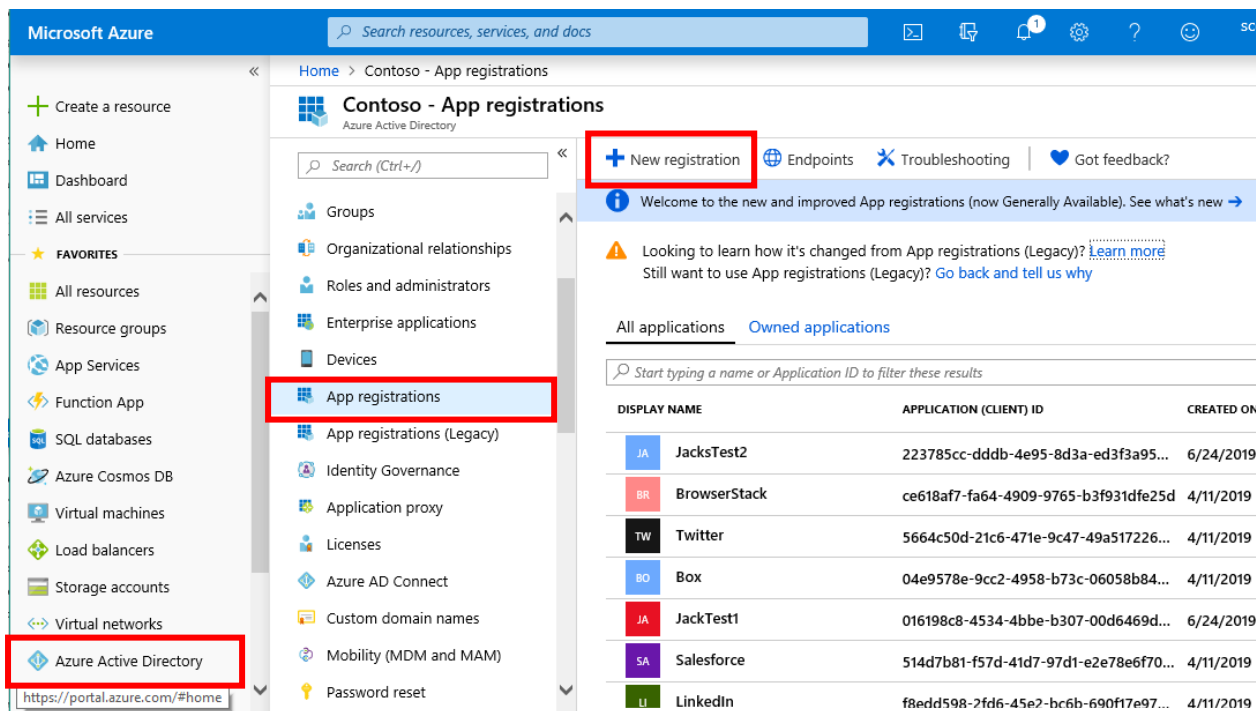 Microsoft Azure
Search resources, services, and docs
1
?
sc
«
Create a resource
Home
Dashboard
All services
FAVORITES
All resources
Resource groups
App Services
Function App
SQL
SQL databases
Azure Cosmos DB
Virtual machines
Load balancers
Storage accounts
Virtual networks
Azure Active Directory
https://portal.azure.com/#home
Home > Contoso - App registrations
Contoso - App registrations
Azure Active Directory
Search (Ctrl+/)
«
Groups
Organizational relationships
Roles and administrators
Enterprise applications
Devices
App registrations
App registrations (Legacy)
Identity Governance
Application proxy
Licenses
Azure AD Connect
Custom domain names
Mobility (MDM and MAM)
Password reset
New registration Endpoints Troubleshooting Got feedback?
Welcome to the new and improved App registrations (now Generally Available). See what's new →
Looking to learn how it's changed from App registrations (Legacy)? Learn more
Still want to use App registrations (Legacy)? Go back and tell us why
All applications Owned applications
Start typing a name or Application ID to filter these results
DISPLAY NAME APPLICATION (CLIENT) ID CREATED ON
JA JacksTest2 223785cc-dddb-4e95-8d3a-ed3f3a95... 6/24/2019
BR BrowserStack ce618af7-fa64-4909-9765-b3f931dfe25d 4/11/2019
TW Twitter 5664c50d-21c6-471e-9c47-49a517226... 4/11/2019
BO Box 04e9578e-9cc2-4958-b73c-06058b84... 4/11/2019
JA JackTest1 016198c8-4534-4bbe-b307-00d6469d... 6/24/2019
SA Salesforce 514d7b81-f57d-41d7-97d1-e2e78e6f70... 4/11/2019
LI LinkedIn f8edd598-2fd6-45e2-bc6b-690f17e97... 4/11/2019